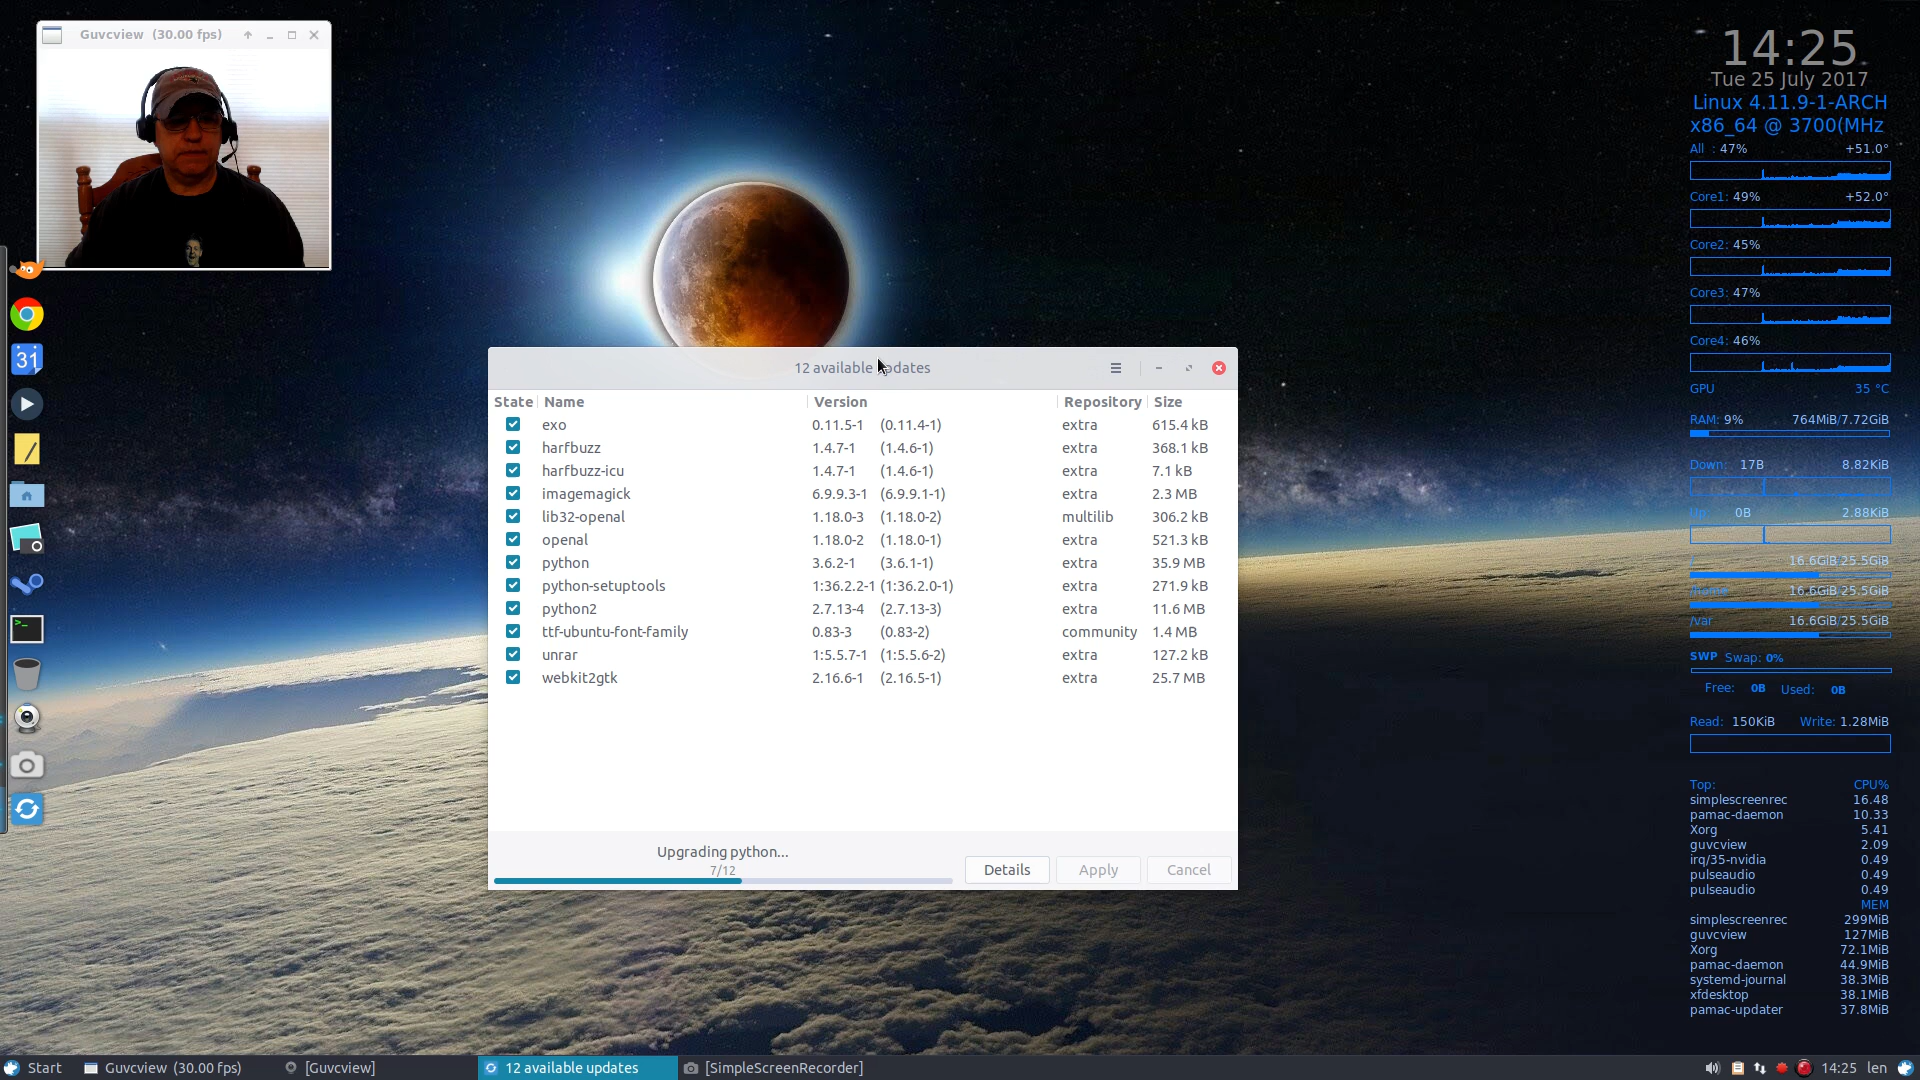 Guvcview (30.00 fps)
14:25
Tue 25 July 2017
Linux 4.11.9-1-ARCH
x86_64 @ 3700(MHz
All : 47% +51.0°
Core1: 49% +52.0°
Core2: 45%
Core3: 47%
Core4: 46%
GPU 35 °C
RAM: 9% 764MiB/7.72GiB
Down: 17B 8.82KiB
Up: 0B 2.88KiB
/ 16.6GiB/25.5GiB
/home 16.6GiB/25.5GiB
/var 16.6GiB/25.5GiB
SWP Swap: 0%
Free: 0B Used: 0B
Read: 150KiB Write: 1.28MiB
Top: CPU%
simplescreenrec 16.48
pamac-daemon 10.33
Xorg 5.41
guvcview 2.09
irq/35-nvidia 0.49
pulseaudio 0.49
pulseaudio 0.49
MEM
simplescreenrec 299MiB
guvcview 127MiB
Xorg 72.1MiB
pamac-daemon 44.9MiB
systemd-journal 38.3MiB
xfdesktop 38.1MiB
pamac-updater 37.8MiB
31
12 available updates
State Name Version Repository Size
exo 0.11.5-1 (0.11.4-1) extra 615.4 kB
harfbuzz 1.4.7-1 (1.4.6-1) extra 368.1 kB
harfbuzz-icu 1.4.7-1 (1.4.6-1) extra 7.1 kB
imagemagick 6.9.9.3-1 (6.9.9.1-1) extra 2.3 MB
lib32-openal 1.18.0-3 (1.18.0-2) multilib 306.2 kB
openal 1.18.0-2 (1.18.0-1) extra 521.3 kB
python 3.6.2-1 (3.6.1-1) extra 35.9 MB
python-setuptools 1:36.2.2-1 (1:36.2.0-1) extra 271.9 kB
python2 2.7.13-4 (2.7.13-3) extra 11.6 MB
ttf-ubuntu-font-family 0.83-3 (0.83-2) community 1.4 MB
unrar 1:5.5.7-1 (1:5.5.6-2) extra 127.2 kB
webkit2gtk 2.16.6-1 (2.16.5-1) extra 25.7 MB
Upgrading python...
7/12
Details Apply Cancel
Start Guvcview (30.00 fps) [Guvcview] 12 available updates [SimpleScreenRecorder] 14:25 len